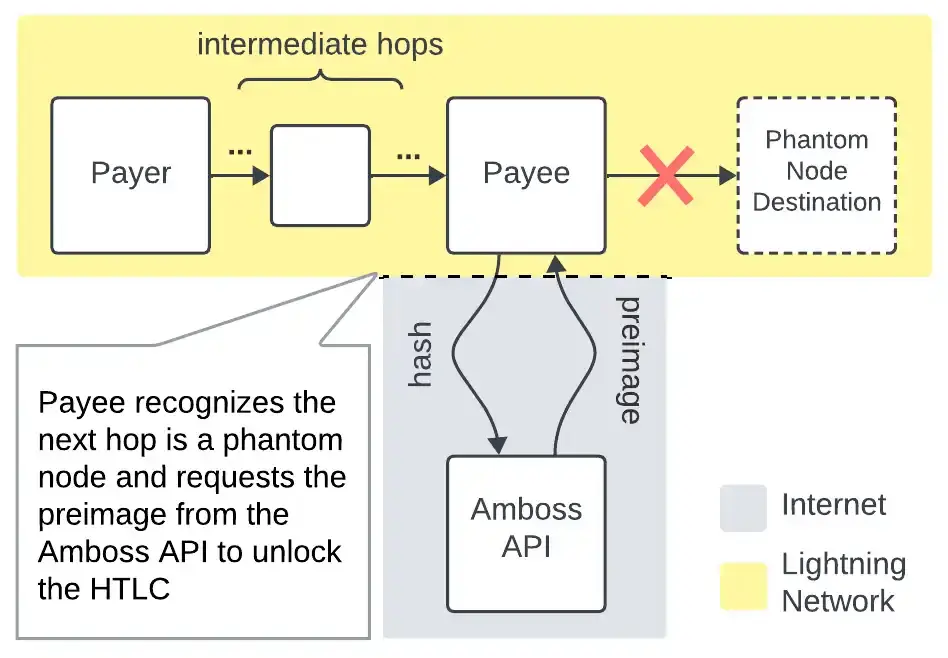 intermediate hops
Payer
...
...
Payee
Phantom
Node
Destination
hash
preimage
Payee recognizes the
next hop is a phantom
node and requests the
preimage from the
Amboss API to unlock
the HTLC
Amboss
API
Internet
Lightning
Network